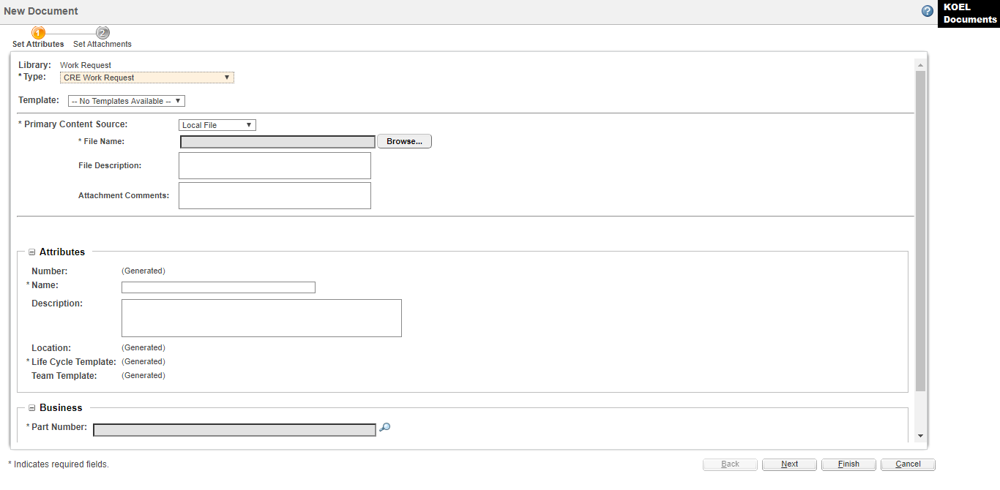 New Document
KOEL
Documents
1 2
Set Attributes Set Attachments
Library: Work Request
* Type: CRE Work Request
Template: -- No Templates Available --
* Primary Content Source: Local File
* File Name: Browse...
File Description:
Attachment Comments:
Attributes
Number: (Generated)
* Name:
Description:
Location: (Generated)
* Life Cycle Template: (Generated)
Team Template: (Generated)
Business
* Part Number:
* Indicates required fields.
Back Next Finish Cancel